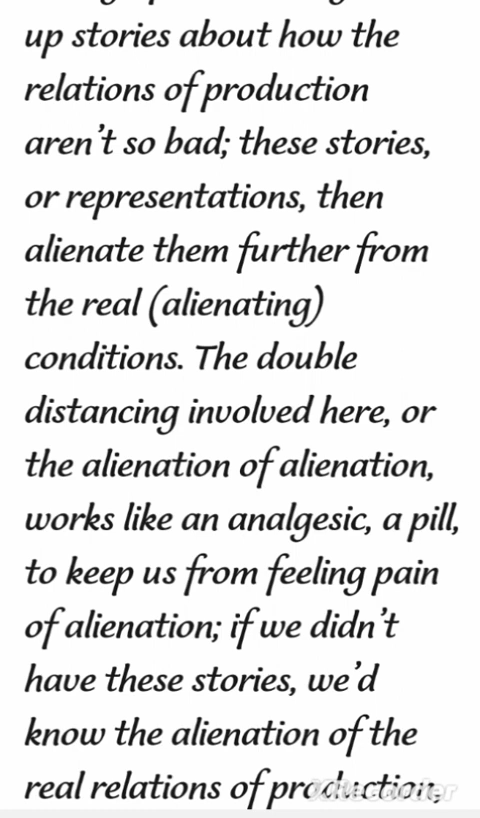 up stories about how the
relations of production
aren't so bad; these stories,
or representations, then
alienate them further from
the real (alienating)
conditions. The double
distancing involved here, or
the alienation of alienation,
works like an analgesic, a pill,
to keep us from feeling pain
of alienation; if we didn't
have these stories, we'd
know the alienation of the
real relations of production,
XRecorder